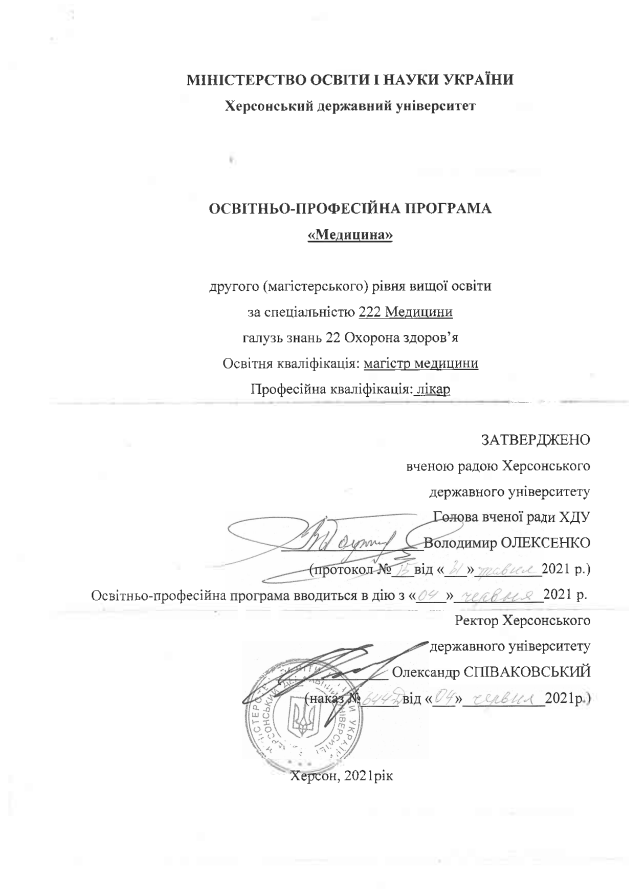 МІНІСТЕРСТВО ОСВІТИ І НАУКИ УКРАЇНИ
Херсонський державний університет
ОСВІТНЬО-ПРОФЕСІЙНА ПРОГРАМА
«Медицина»
другого (магістерського) рівня вищої освіти
за спеціальністю 222 Медицини
галузь знань 22 Охорона здоров’я
Освітня кваліфікація: магістр медицини
Професійна кваліфікація: лікар
ЗАТВЕРДЖЕНО
вченою радою Херсонського
державного університету
Голова вченої ради ХДУ
Володимир ОЛЕКСЕНКО
(протокол № від « » травня 2021 р.)
Освітньо-професійна програма вводиться в дію з «04» червня 2021 р.
Ректор Херсонського
державного університету
Олександр СПІВАКОВСЬКИЙ
(наказ № від «04» червня 2021р.)
Херсон, 2021рік